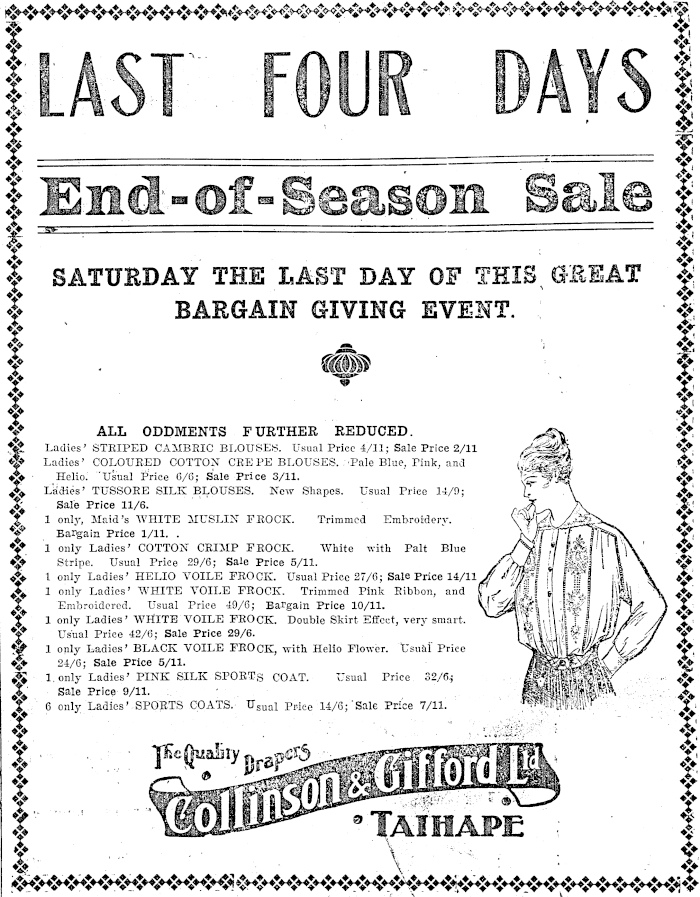 LAST FOUR DAYS
End-of-Season Sale
SATURDAY THE LAST DAY OF THIS GREAT
BARGAIN GIVING EVENT.
ALL ODDMENTS FURTHER REDUCED.
Ladies' STRIPED CAMBRIC BLOUSES. Usual Price 4/11; Sale Price 2/11
Ladies' COLOURED COTTON CREPE BLOUSES. Pale Blue, Pink, and
Helio. Usual Price 6/6; Sale Price 3/11.
Ladies' TUSSORE SILK BLOUSES. New Shapes. Usual Price 14/9;
Sale Price 11/6.
1 only, Maid's WHITE MUSLIN FROCK. Trimmed Embroidery.
Bargain Price 1/11.
1 only Ladies' COTTON CRIMP FROCK. White with Palt Blue
Stripe. Usual Price 29/6; Sale Price 5/11.
1 only Ladies' HELIO VOILE FROCK. Usual Price 27/6; Sale Price 14/11
1 only Ladies' WHITE VOILE FROCK. Trimmed Pink Ribbon, and
Embroidered. Usual Price 49/6; Bargain Price 10/11.
1 only Ladies' WHITE VOILE FROCK. Double Skirt Effect, very smart.
Usual Price 42/6; Sale Price 29/6.
1 only Ladies' BLACK VOILE FROCK, with Helio Flower. Usual Price
24/6; Sale Price 5/11.
1 only Ladies' PINK SILK SPORTS COAT. Usual Price 32/6;
Sale Price 9/11.
6 only Ladies' SPORTS COATS. Usual Price 14/6; Sale Price 7/11.
The Quality Drapers
Collinson & Gifford Ltd
TAIHAPE